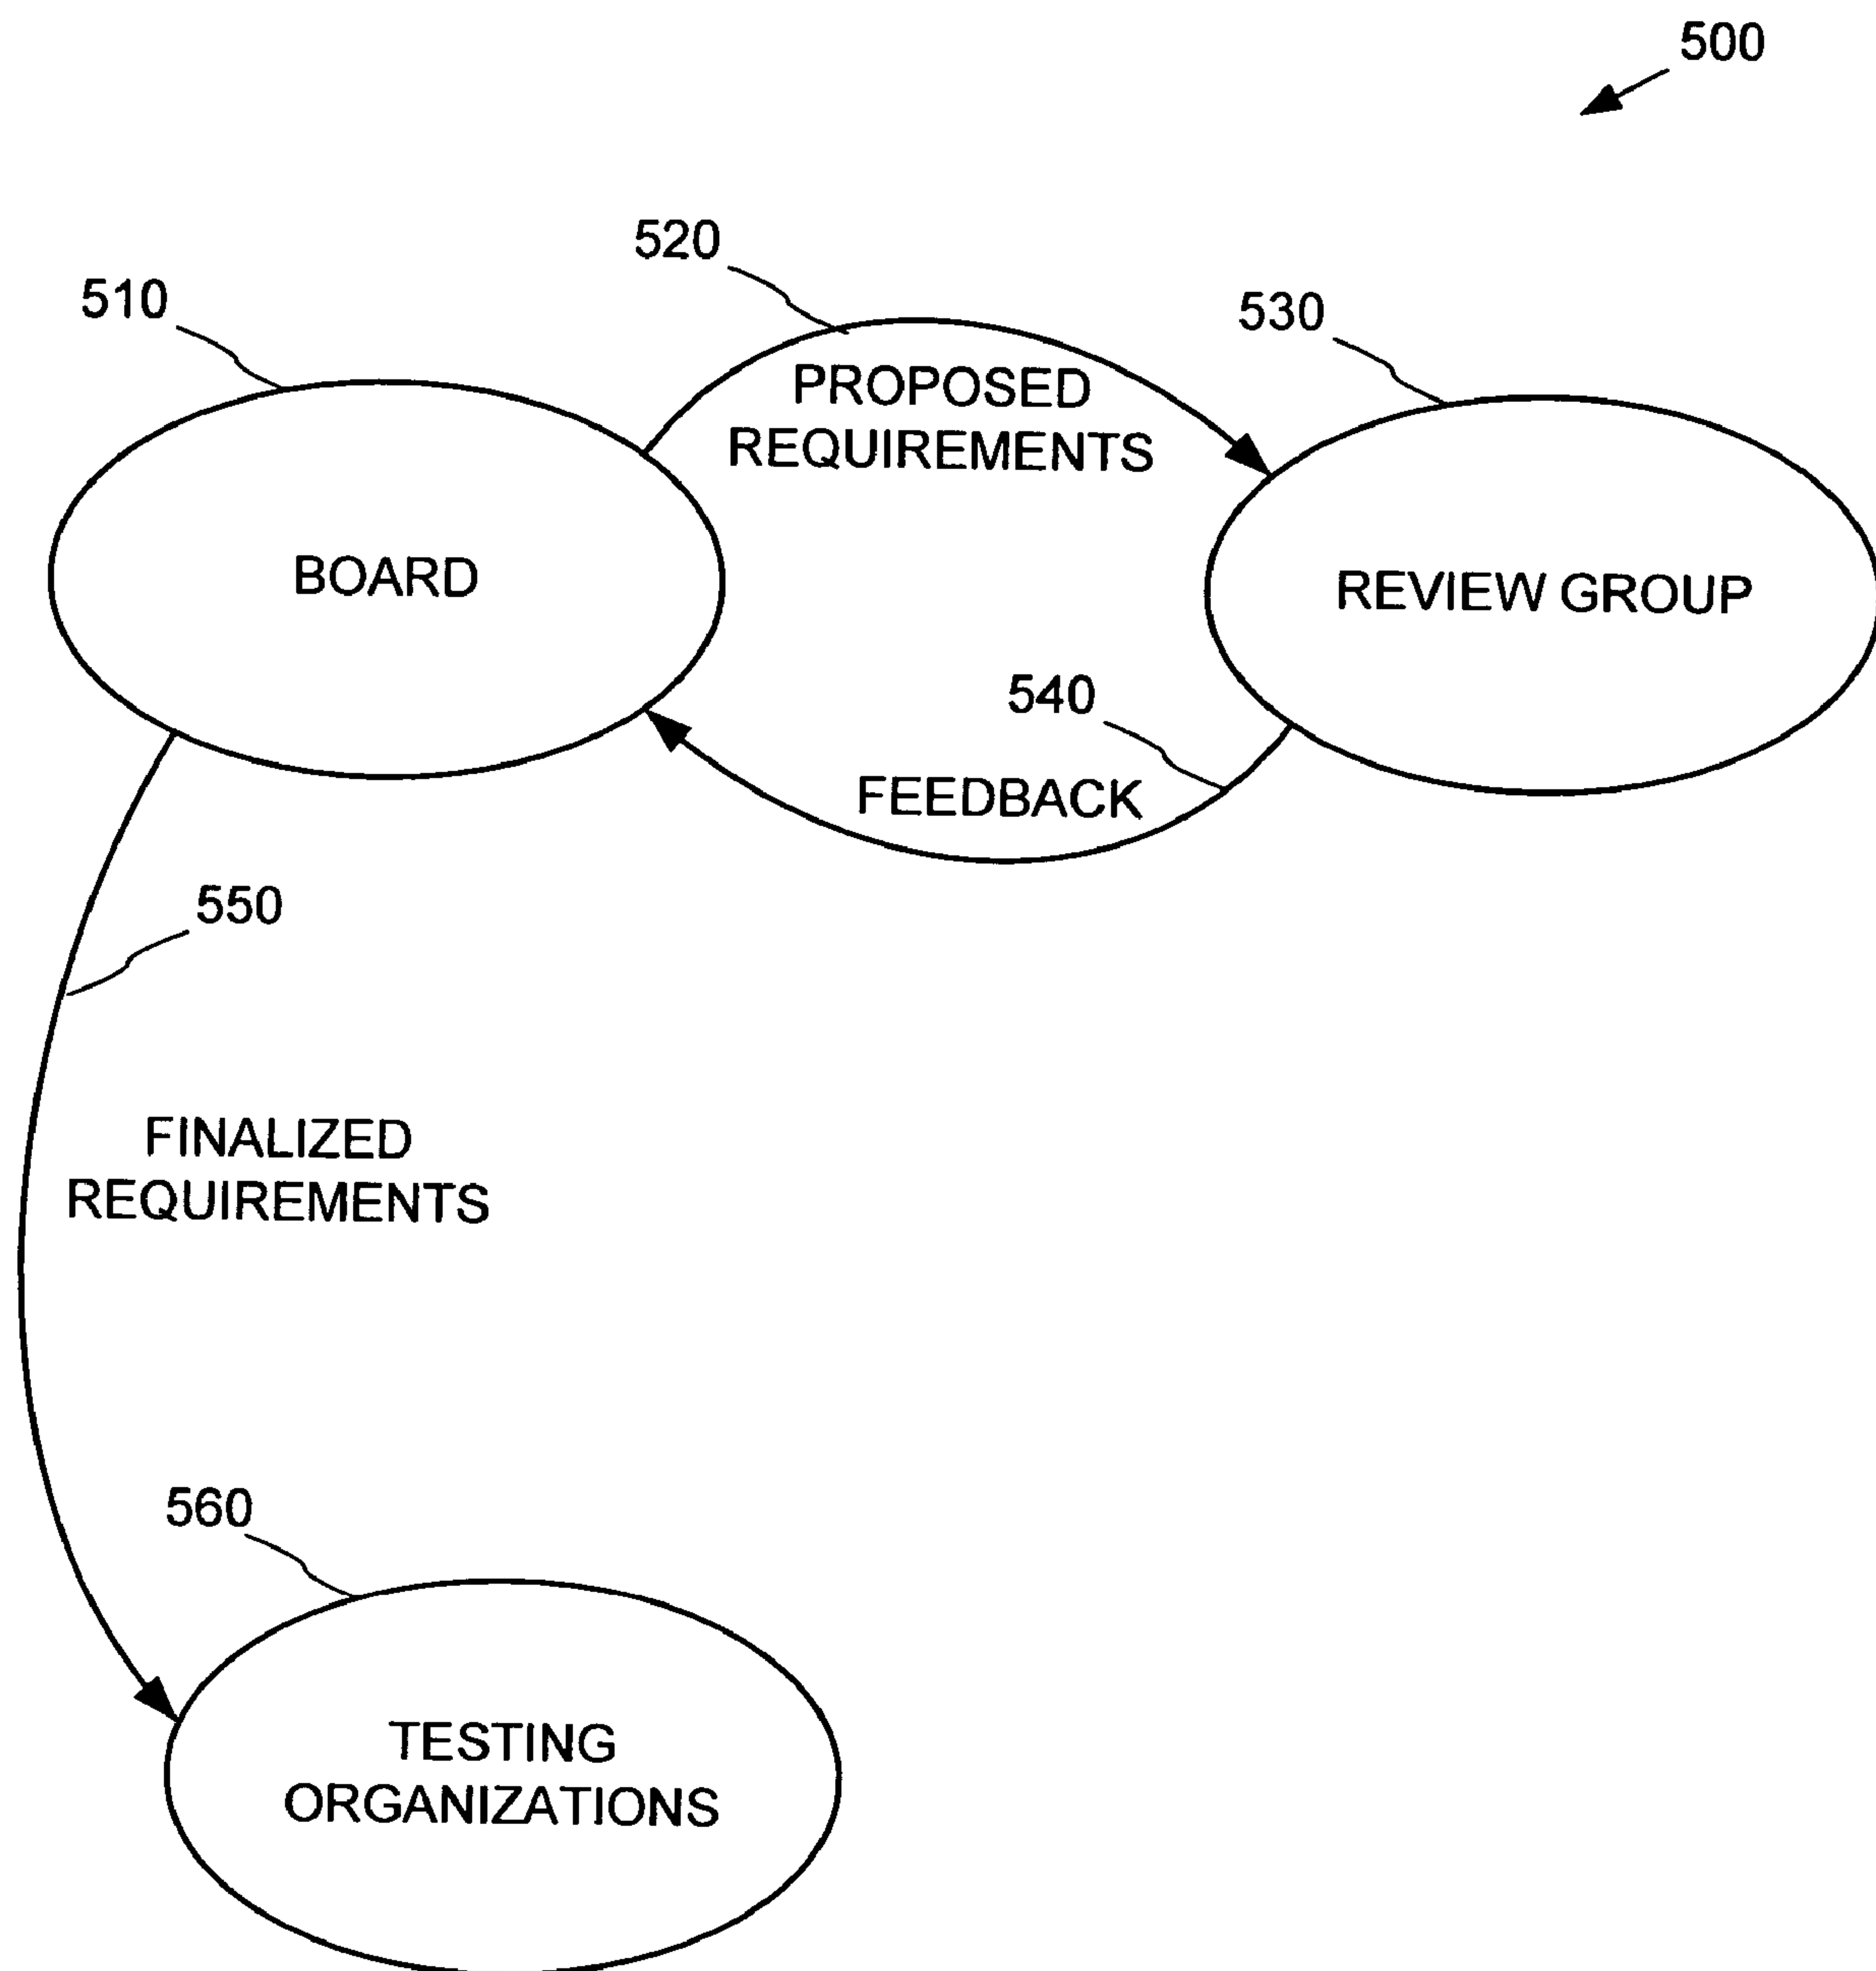 500
520
510
530
PROPOSED
REQUIREMENTS
BOARD
REVIEW GROUP
540
FEEDBACK
550
FINALIZED
REQUIREMENTS
560
TESTING
ORGANIZATIONS